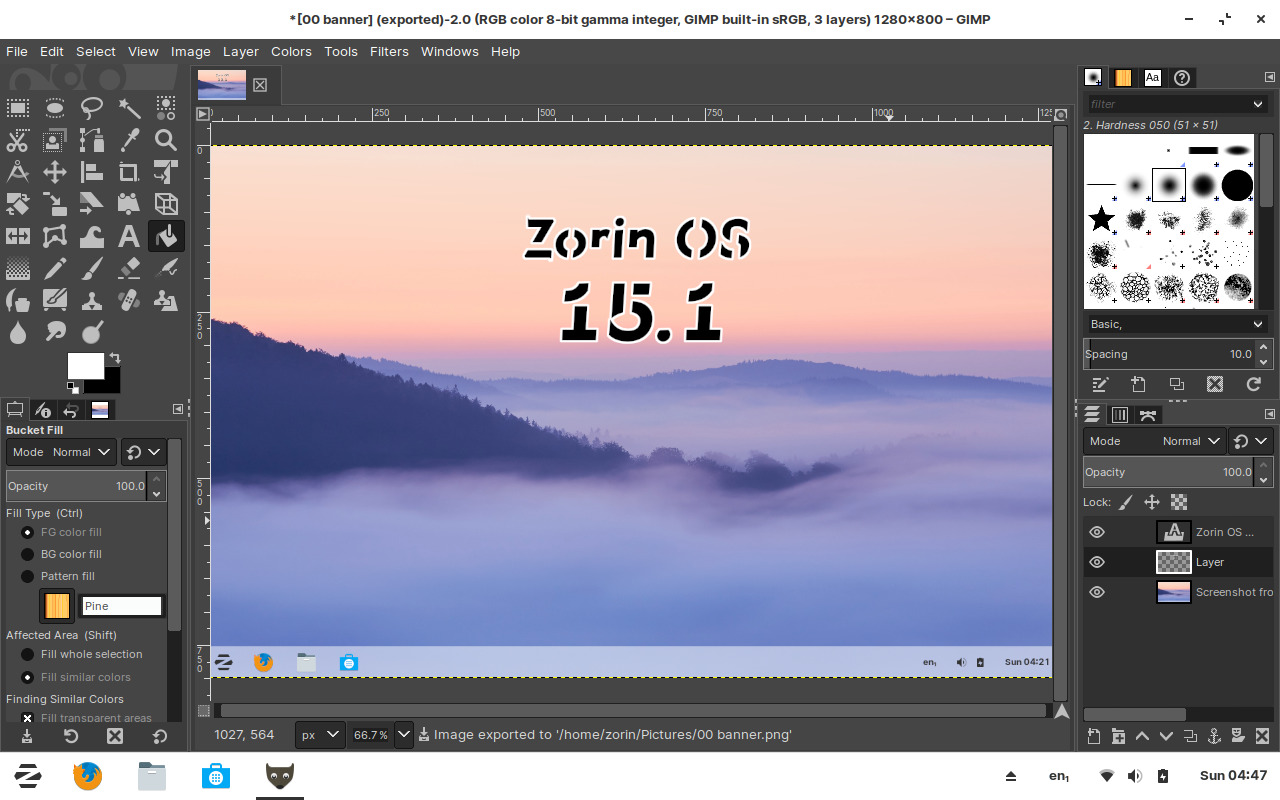 *[00 banner] (exported)-2.0 (RGB color 8-bit gamma integer, GIMP built-in sRGB, 3 layers) 1280×800 – GIMP
File Edit Select View Image Layer Colors Tools Filters Windows Help
250 500 750 1000 125
0
250
500
750
Zorin OS
15.1
en₁ Sun 04:21
Bucket Fill
Mode Normal
Opacity 100.0
Fill Type (Ctrl)
FG color fill
BG color fill
Pattern fill
Pine
Affected Area (Shift)
Fill whole selection
Fill similar colors
Finding Similar Colors
Fill transparent areas
1027, 564 px 66.7 % Image exported to '/home/zorin/Pictures/00 banner.png'
Aa
filter
2. Hardness 050 (51 × 51)
Basic,
Spacing 10.0
Mode Normal
Opacity 100.0
Lock:
Zorin OS ...
Layer
Screenshot fro
en₁ Sun 04:47